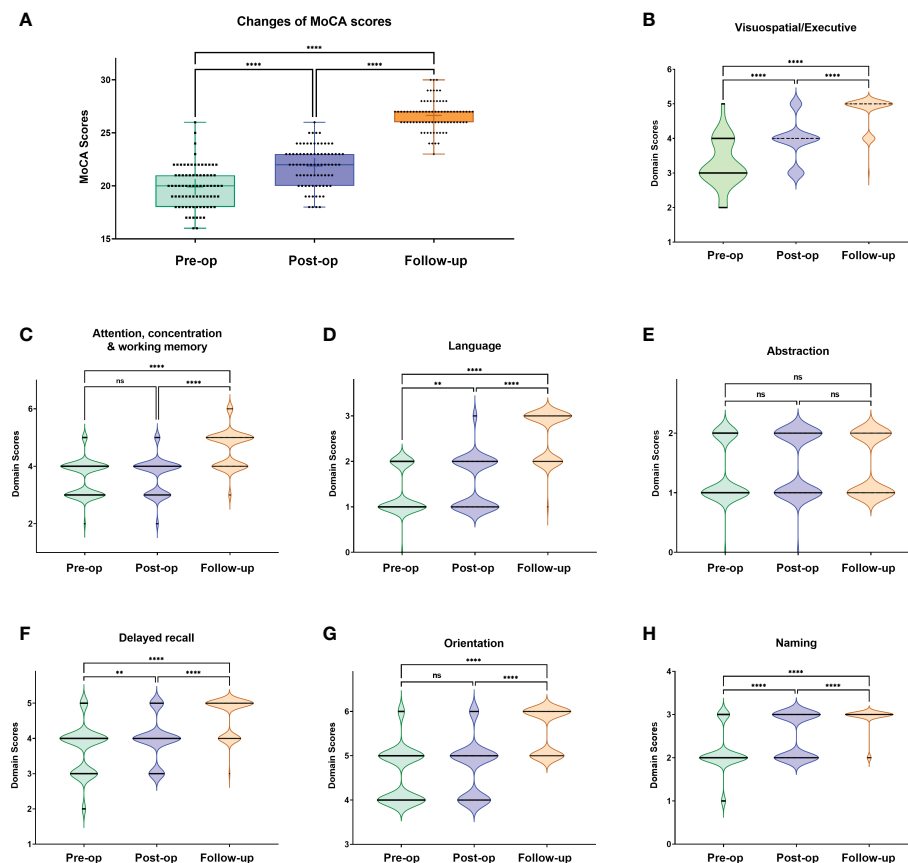 A
Changes of MoCA scores
****
****
****
MoCA Scores
30
25
20
15
Pre-op
Post-op
Follow-up
B
Visuospatial/Executive
****
****
****
Domain Scores
6
5
4
3
2
1
Pre-op
Post-op
Follow-up
C
Attention, concentration
& working memory
****
ns
****
Domain Scores
6
4
2
Pre-op
Post-op
Follow-up
D
Language
****
**
****
Domain Scores
3
2
1
0
Pre-op
Post-op
Follow-up
E
Abstraction
ns
ns
ns
Domain Scores
2
1
0
Pre-op
Post-op
Follow-up
F
Delayed recall
****
**
****
Domain Scores
5
4
3
2
1
Pre-op
Post-op
Follow-up
G
Orientation
****
ns
****
Domain Scores
6
5
4
3
Pre-op
Post-op
Follow-up
H
Naming
****
****
****
Domain Scores
4
3
2
1
0
Pre-op
Post-op
Follow-up